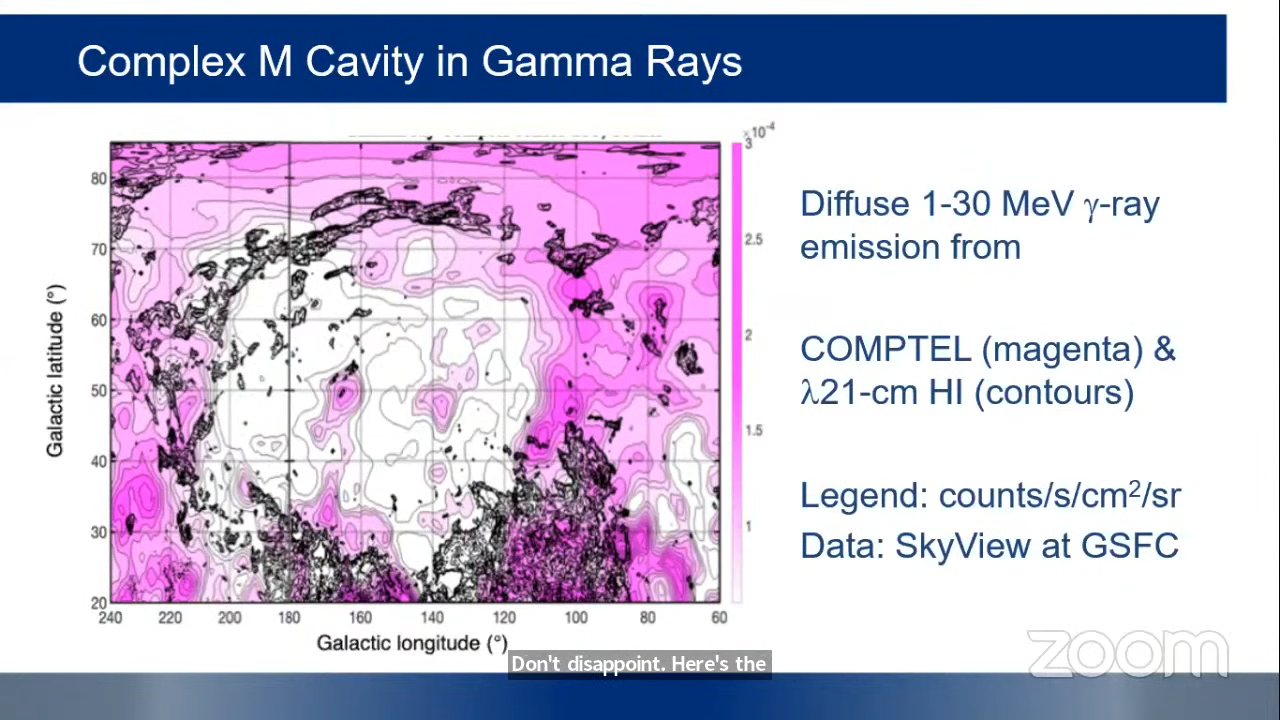 Complex M Cavity in Gamma Rays
×10⁻⁴
3
2.5
2
1.5
1
80
70
60
50
40
30
20
Galactic latitude (°)
240 220 200 180 160 140 120 100 80 60
Galactic longitude (°)
Diffuse 1-30 MeV γ-ray
emission from
COMPTEL (magenta) &
λ21-cm HI (contours)
Legend: counts/s/cm²/sr
Data: SkyView at GSFC
Don't disappoint. Here's the
zoom